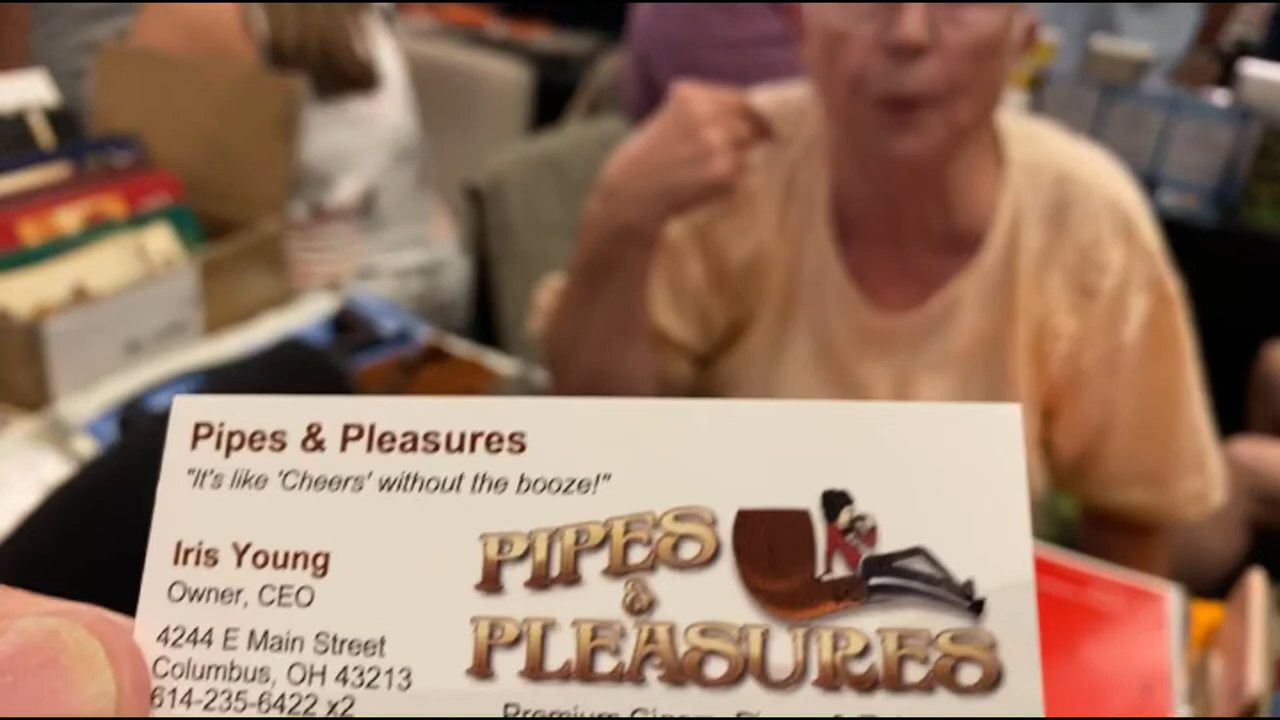 Pipes & Pleasures
"It's like 'Cheers' without the booze!"
Iris Young
Owner, CEO
4244 E Main Street
Columbus, OH 43213
614-235-6422 x2
PIPES
&
PLEASURES
Premium